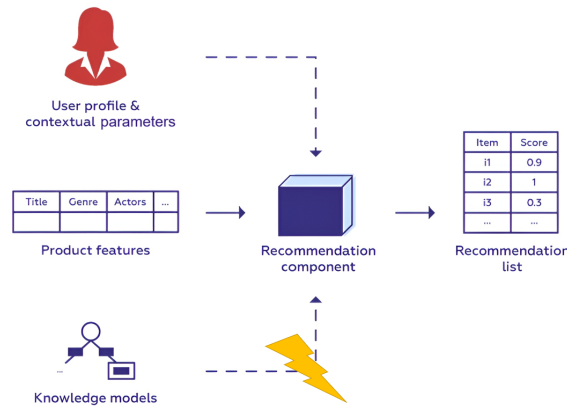 User profile &
contextual parameters
Title Genre Actors ...
Product features
Recommendation
component
Item Score
i1 0.9
i2 1
i3 0.3
... ...
Recommendation
list
...
Knowledge models